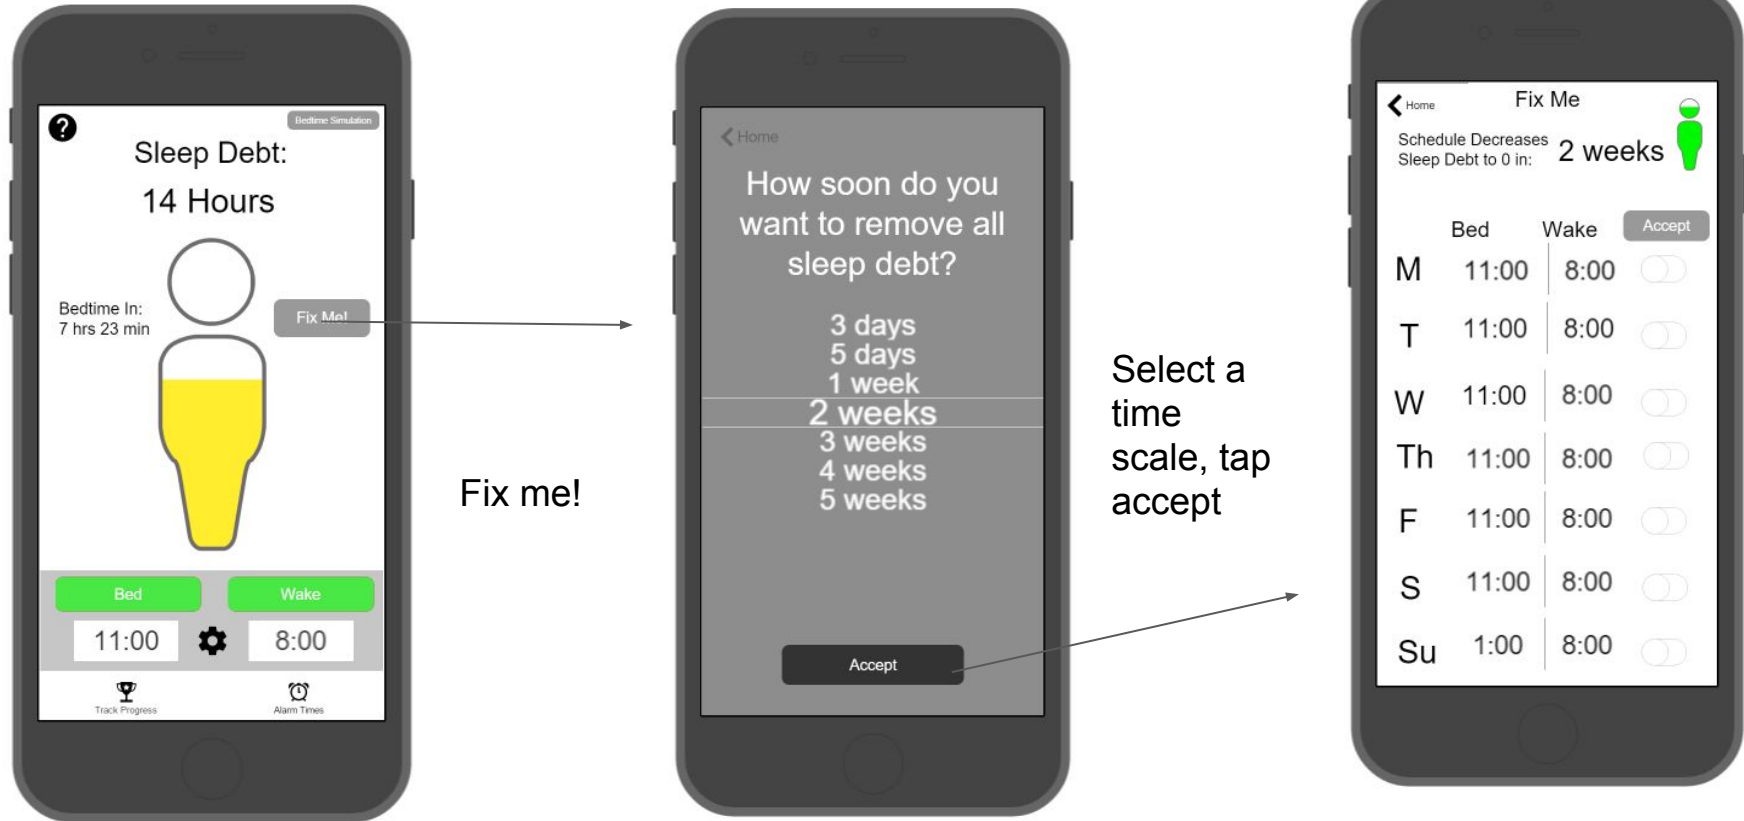 ?
Bedtime Simulation
Sleep Debt:
14 Hours
Bedtime In:
7 hrs 23 min
Fix Me!
Bed
Wake
11:00
8:00
Track Progress
Alarm Times
Fix me!
Home
How soon do you
want to remove all
sleep debt?
3 days
5 days
1 week
2 weeks
3 weeks
4 weeks
5 weeks
Accept
Select a
time
scale, tap
accept
Home
Fix Me
Schedule Decreases
Sleep Debt to 0 in:
2 weeks
Bed Wake Accept
M 11:00 8:00
T 11:00 8:00
W 11:00 8:00
Th 11:00 8:00
F 11:00 8:00
S 11:00 8:00
Su 1:00 8:00